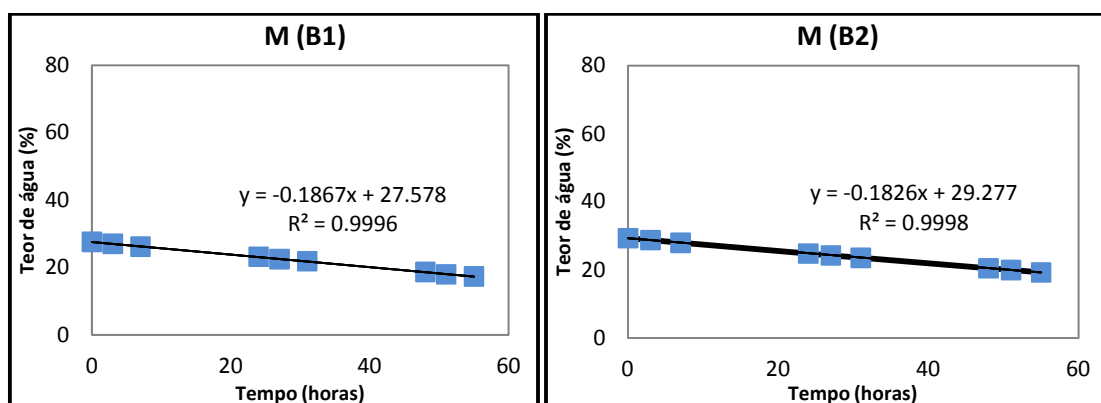 M (B1)
Teor de água (%)
80
60
40
20
0
y = -0.1867x + 27.578
R² = 0.9996
0 20 40 60
Tempo (horas)
M (B2)
Teor de água (%)
80
60
40
20
0
y = -0.1826x + 29.277
R² = 0.9998
0 20 40 60
Tempo (horas)